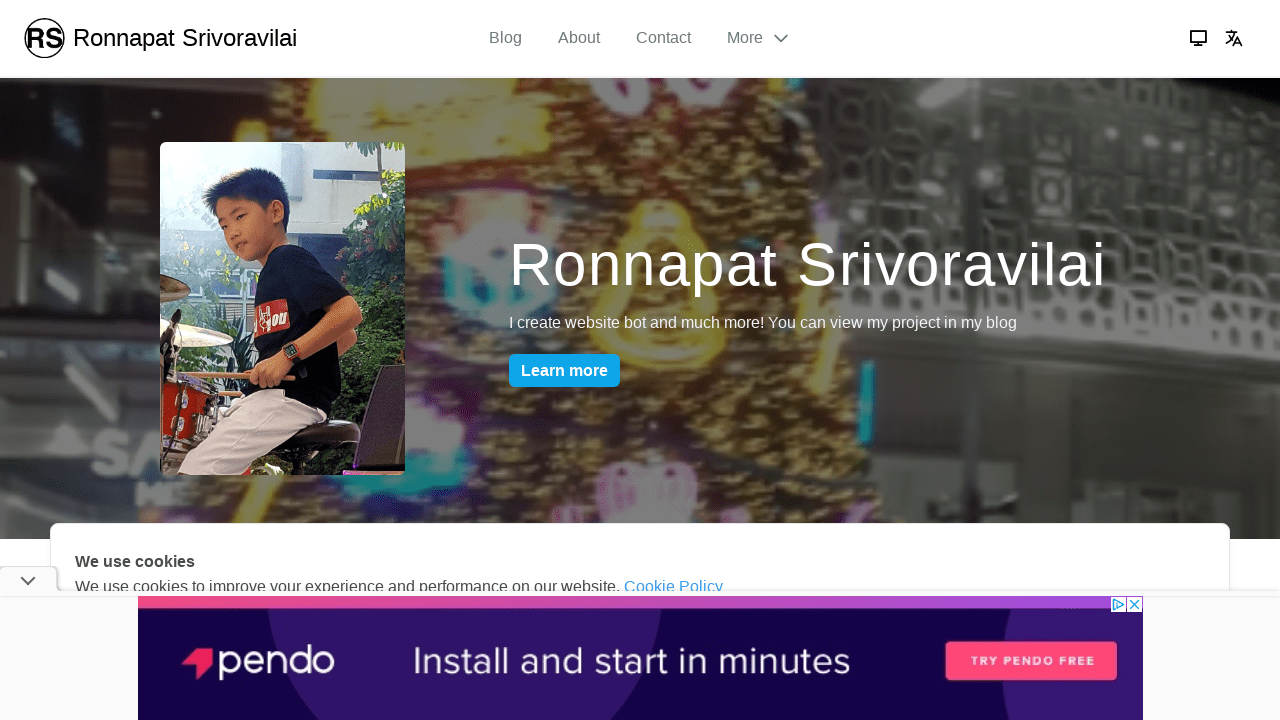 RS Ronnapat Srivoravilai
Blog
About
Contact
More
Ronnapat Srivoravilai
I create website bot and much more! You can view my project in my blog
Learn more
We use cookies
We use cookies to improve your experience and performance on our website. Cookie Policy
pendo
Install and start in minutes
TRY PENDO FREE